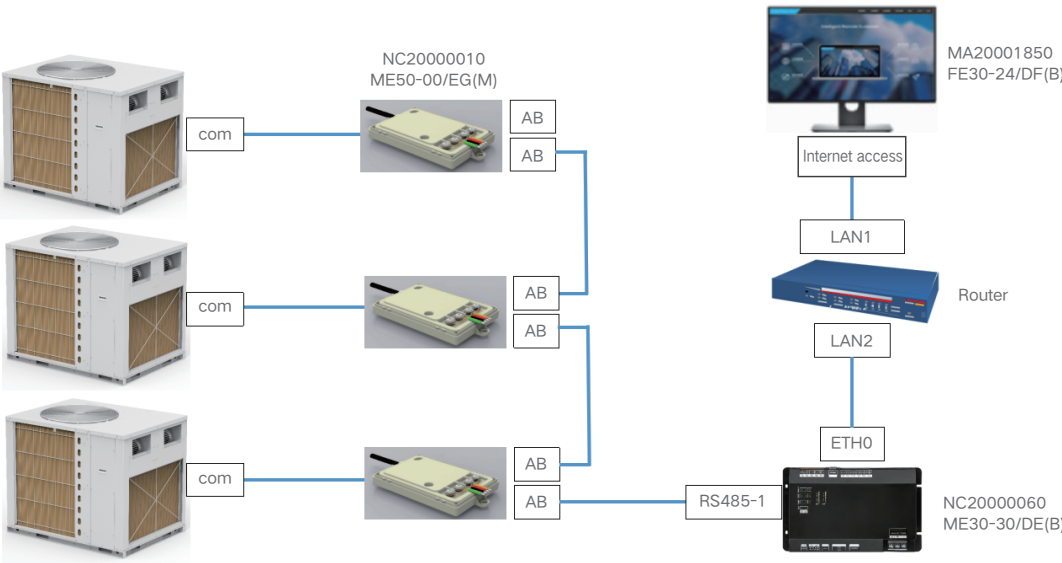 NC20000010
ME50-00/EG(M)
MA20001850
FE30-24/DF(B)
com
AB
AB
Internet access
LAN1
com
AB
AB
Router
LAN2
ETH0
com
AB
AB
RS485-1
NC20000060
ME30-30/DE(B)